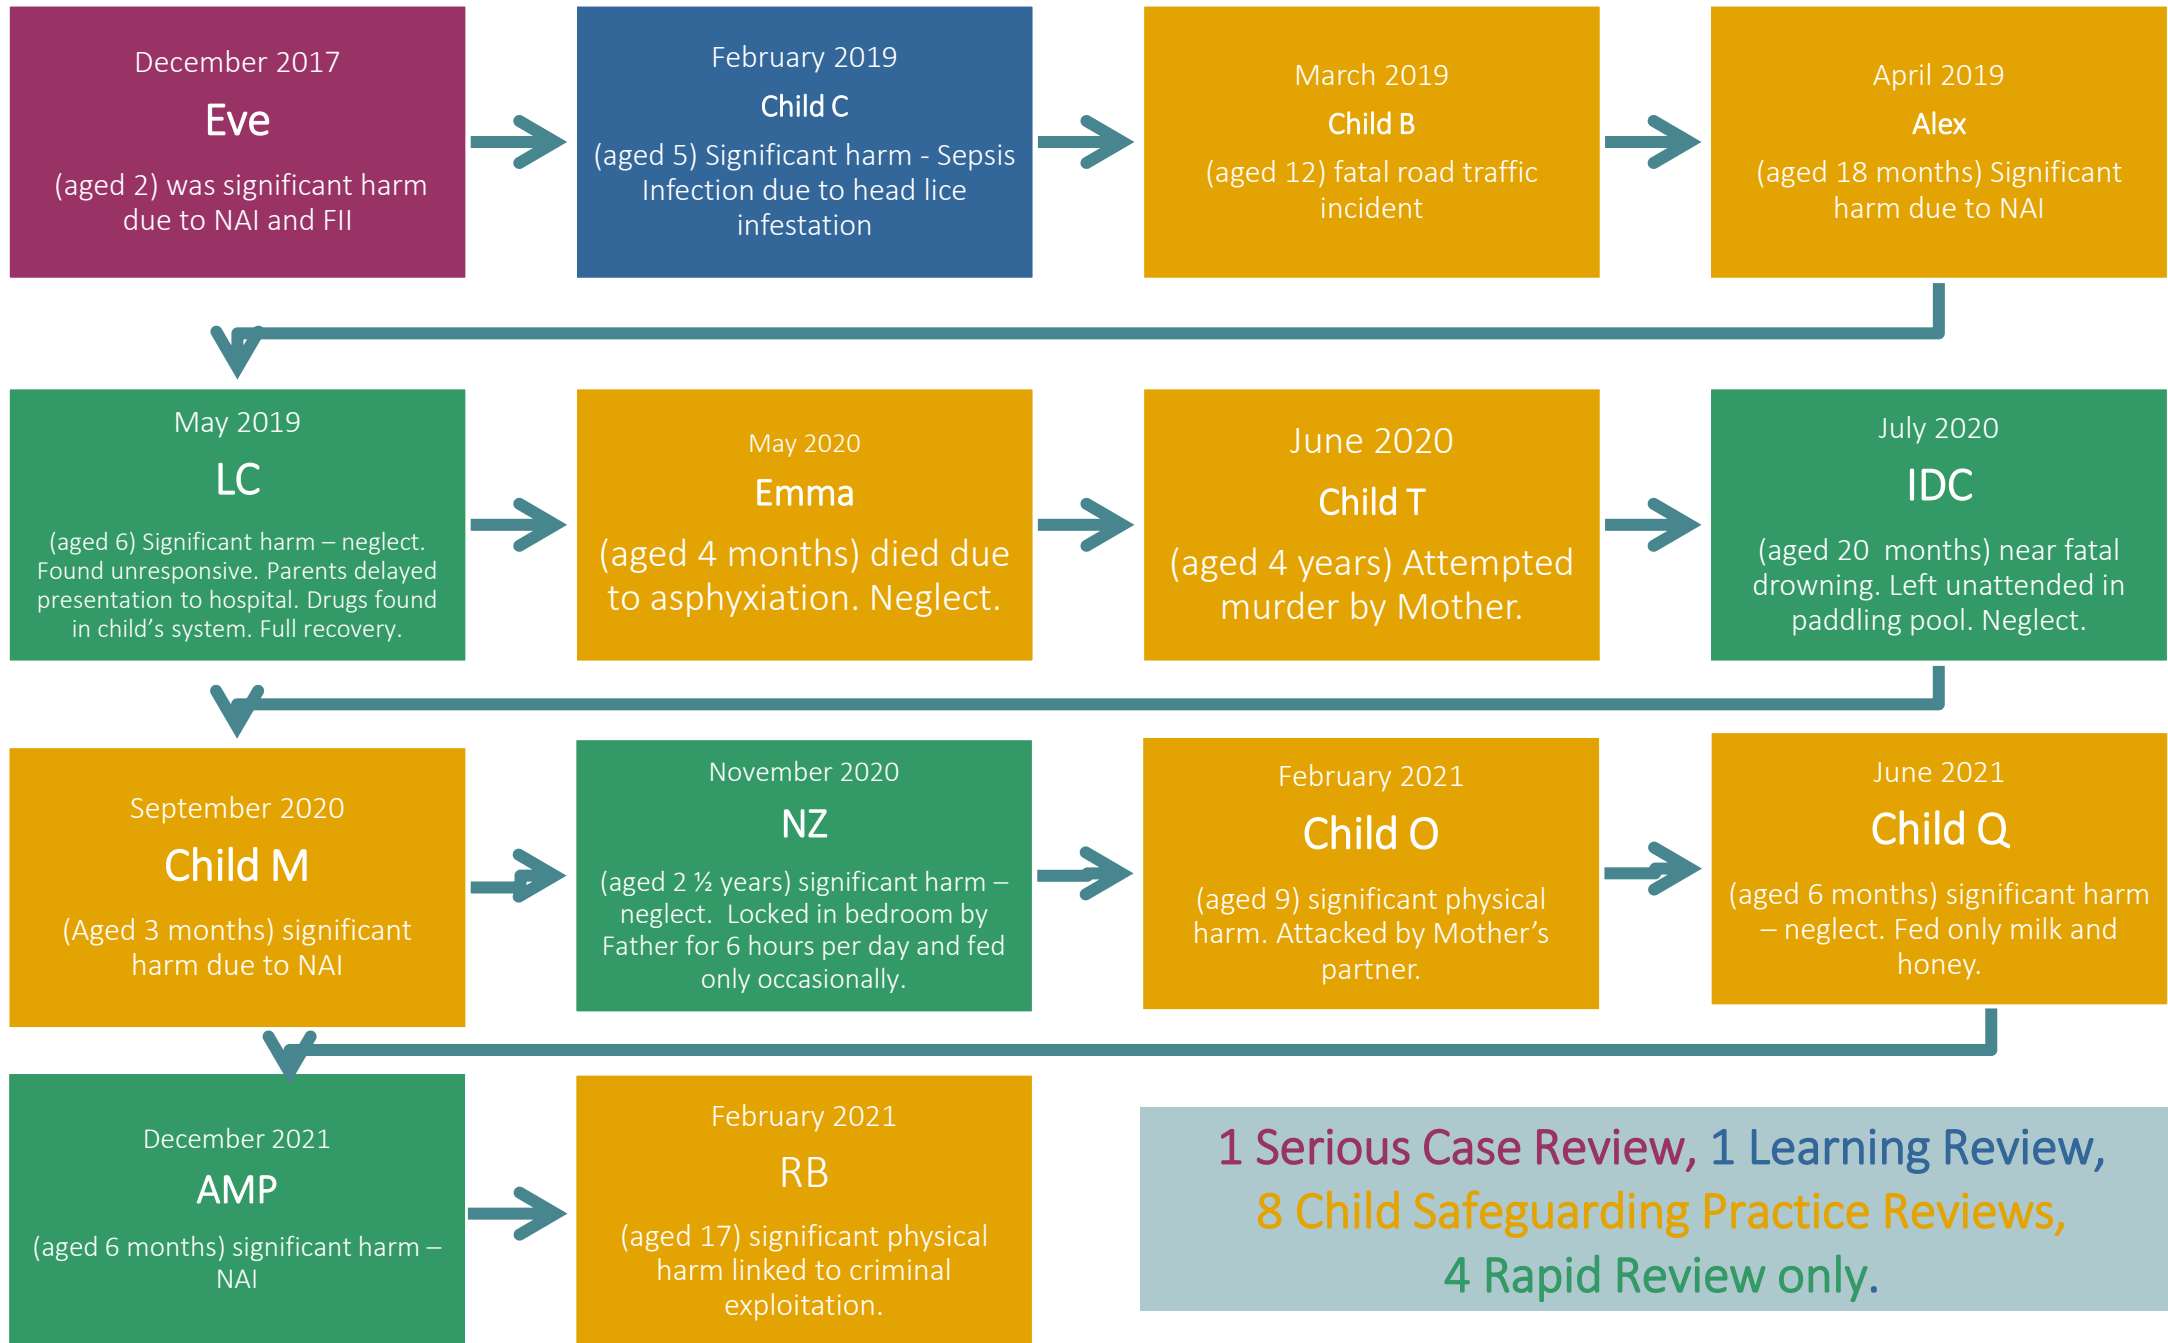 December 2017
Eve
(aged 2) was significant harm
due to NAI and FII
February 2019
Child C
(aged 5) Significant harm - Sepsis
Infection due to head lice
infestation
March 2019
Child B
(aged 12) fatal road traffic
incident
April 2019
Alex
(aged 18 months) Significant
harm due to NAI
May 2019
LC
(aged 6) Significant harm – neglect.
Found unresponsive. Parents delayed
presentation to hospital. Drugs found
in child’s system. Full recovery.
May 2020
Emma
(aged 4 months) died due
to asphyxiation. Neglect.
June 2020
Child T
(aged 4 years) Attempted
murder by Mother.
July 2020
IDC
(aged 20  months) near fatal
drowning. Left unattended in
paddling pool. Neglect.
September 2020
Child M
(Aged 3 months) significant
harm due to NAI
November 2020
NZ
(aged 2 ½ years) significant harm –
neglect.  Locked in bedroom by
Father for 6 hours per day and fed
only occasionally.
February 2021
Child O
(aged 9) significant physical
harm. Attacked by Mother’s
partner.
June 2021
Child Q
(aged 6 months) significant harm
– neglect. Fed only milk and
honey.
December 2021
AMP
(aged 6 months) significant harm –
NAI
February 2021
RB
(aged 17) significant physical
harm linked to criminal
exploitation.
1 Serious Case Review, 1 Learning Review,
8 Child Safeguarding Practice Reviews,
4 Rapid Review only.